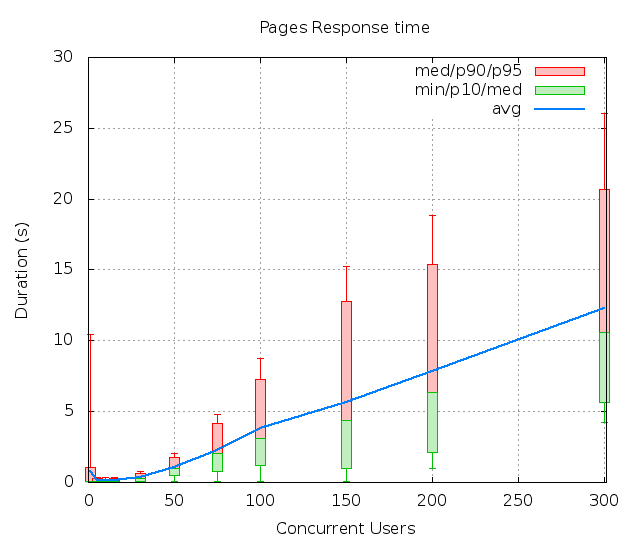 Pages Response time
30
25
20
15
10
5
0
Duration (s)
med/p90/p95
min/p10/med
avg
0 50 100 150 200 250 300
Concurrent Users